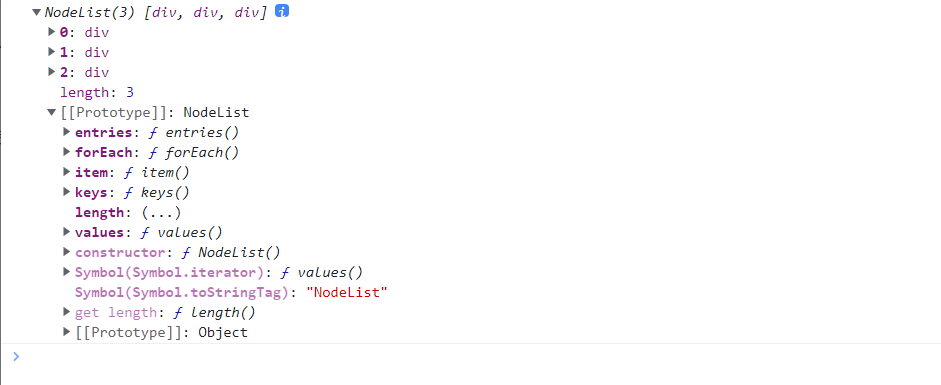 NodeList(3) [div, div, div] i
0: div
1: div
2: div
length: 3
[[Prototype]]: NodeList
entries: ƒ entries()
forEach: ƒ forEach()
item: ƒ item()
keys: ƒ keys()
length: (...)
values: ƒ values()
constructor: ƒ NodeList()
Symbol(Symbol.iterator): ƒ values()
Symbol(Symbol.toStringTag): "NodeList"
get length: ƒ length()
[[Prototype]]: Object